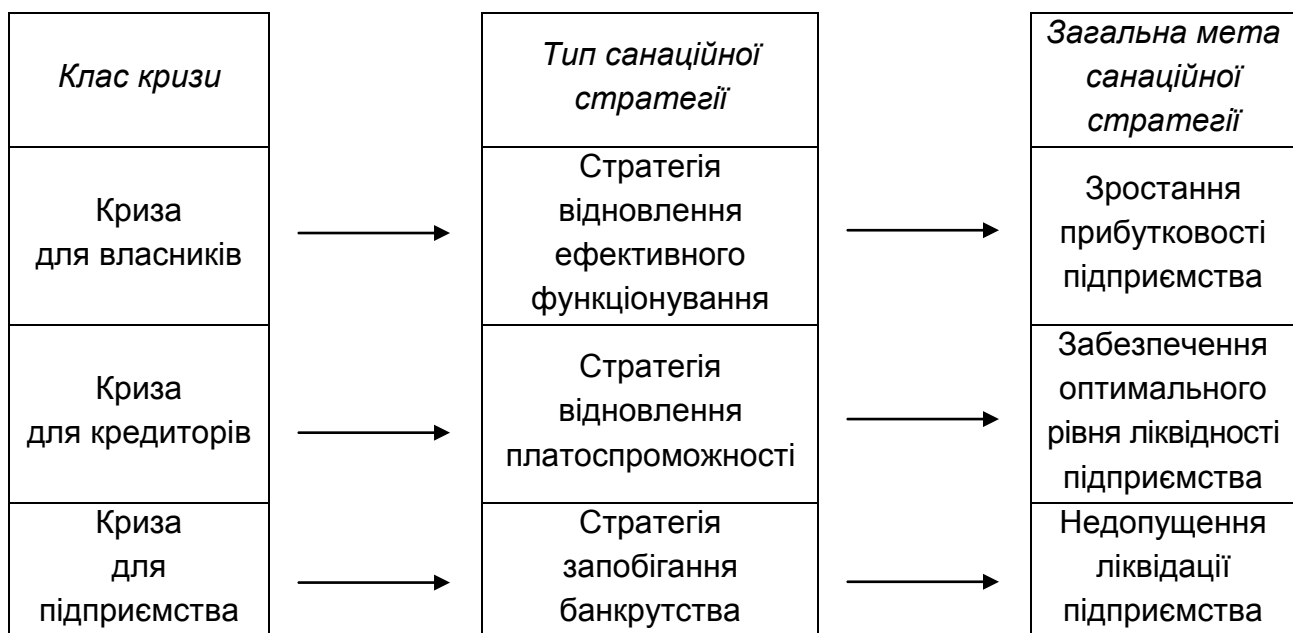 Клас кризи
Тип санаційної
стратегії
Загальна мета
санаційної
стратегії
Криза
для власників
Стратегія
відновлення
ефективного
функціонування
Зростання
прибутковості
підприємства
Криза
для кредиторів
Стратегія
відновлення
платоспроможності
Забезпечення
оптимального
рівня ліквідності
підприємства
Криза
для
підприємства
Стратегія
запобігання
банкрутства
Недопущення
ліквідації
підприємства